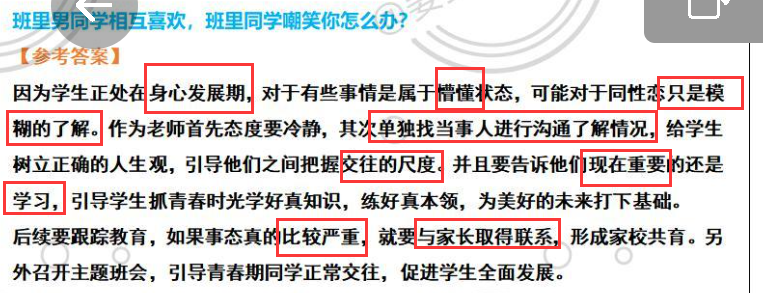 班里男同学相互喜欢，班里同学嘲笑你怎么办？
【参考答案】
因为学生正处在身心发展期，对于有些事情是属于懵懂状态，可能对于同性恋只是模
糊的了解。作为老师首先态度要冷静，其次单独找当事人进行沟通了解情况，给学生
树立正确的人生观，引导他们之间把握交往的尺度。并且要告诉他们现在重要的还是
学习，引导学生抓青春时光学好真知识，练好真本领，为美好的未来打下基础。
后续要跟踪教育，如果事态真的比较严重，就要与家长取得联系，形成家校共育。另
外召开主题班会，引导青春期同学正常交往，促进学生全面发展。